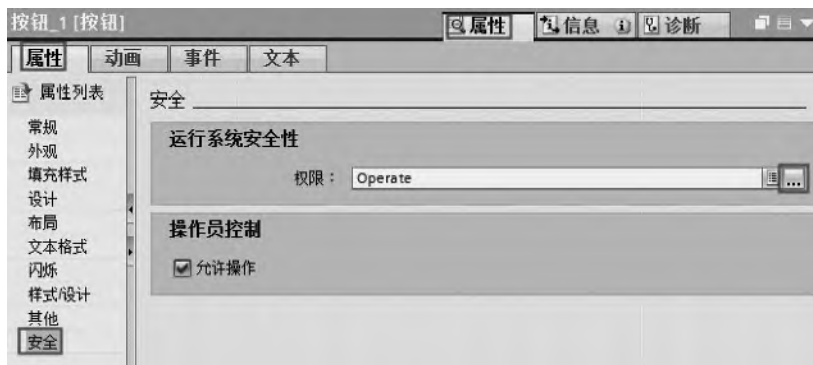 按钮_1 [按钮]
属性 信息 诊断
属性 动画 事件 文本
属性列表
常规
外观
填充样式
设计
布局
文本格式
闪烁
样式/设计
其他
安全
安全
运行系统安全性
权限： Operate ...
操作员控制
允许操作